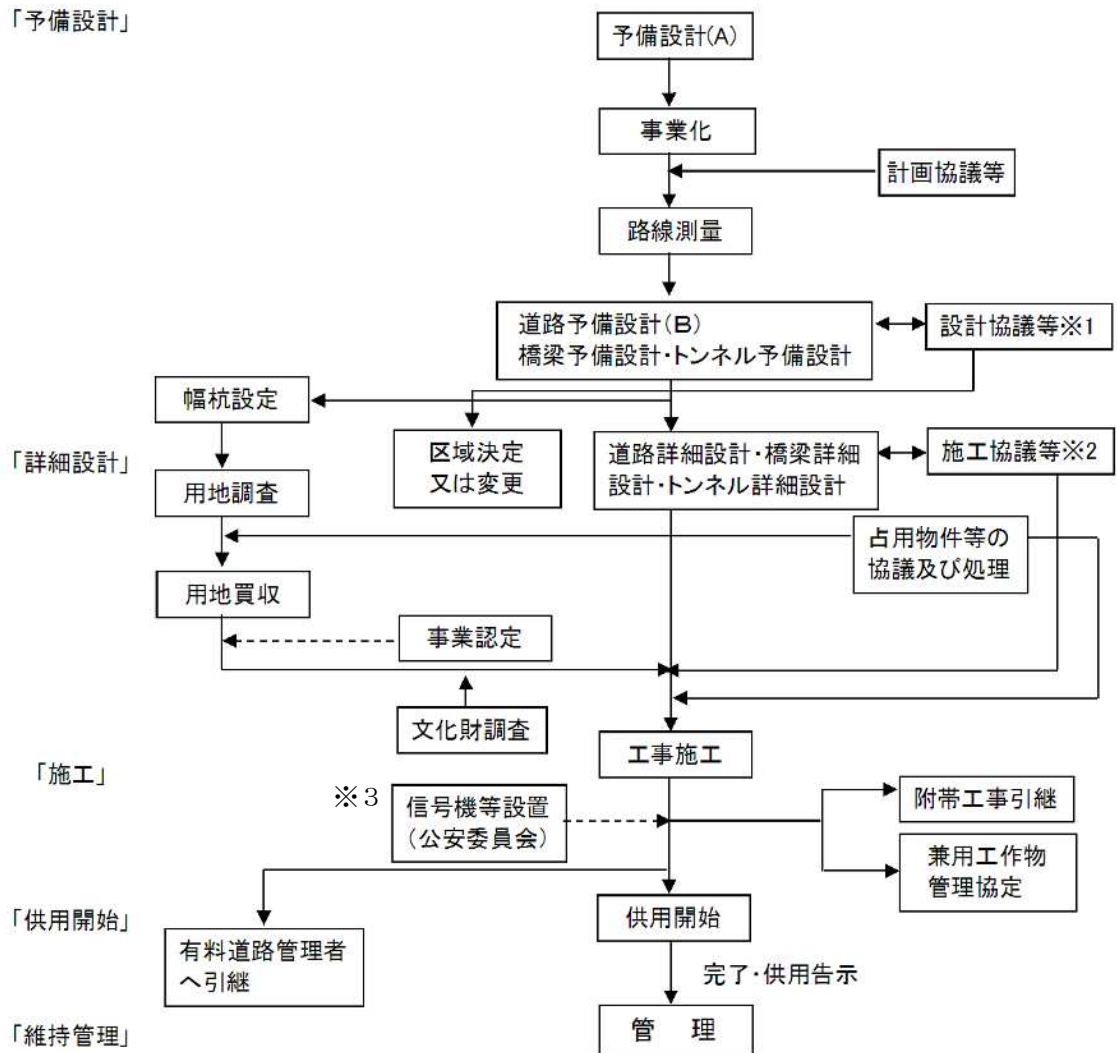 「予備設計」
予備設計(A)
事業化
計画協議等
路線測量
道路予備設計(B)
橋梁予備設計・トンネル予備設計
設計協議等※1
幅杭設定
区域決定
又は変更
「詳細設計」
道路詳細設計・橋梁詳細
設計・トンネル詳細設計
施工協議等※2
用地調査
占用物件等の
協議及び処理
用地買収
事業認定
文化財調査
工事施工
「施工」
※3
信号機等設置
(公安委員会)
附帯工事引継
兼用工作物
管理協定
「供用開始」
供用開始
有料道路管理者
へ引継
完了・供用告示
「維持管理」
管 理